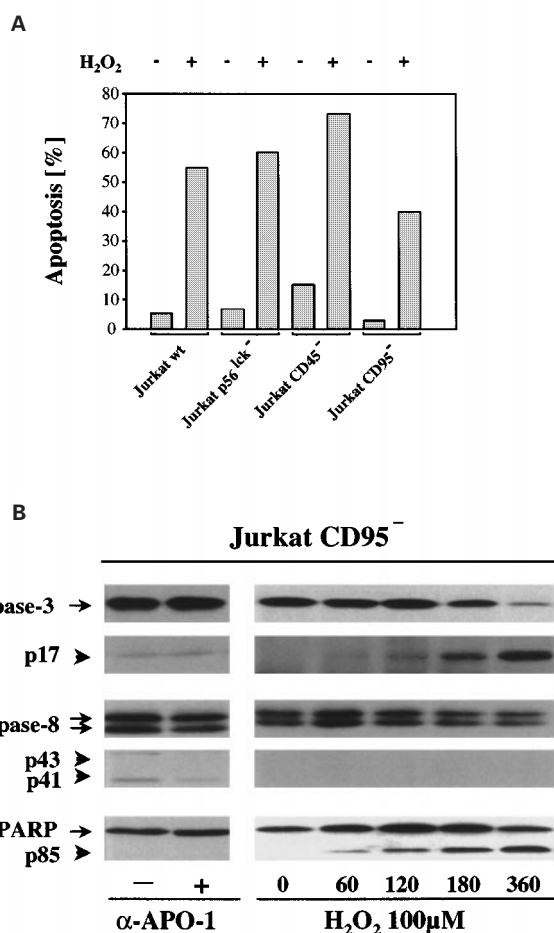 A
H₂O₂ - + - + - + - +
80
70
60
50
40
30
20
10
0
Apoptosis [%]
Jurkat wt
Jurkat p56 lck⁻
Jurkat CD45⁻
Jurkat CD95⁻
B
Jurkat CD95⁻
pase-3
p17
pase-8
p43
p41
PARP
p85
— + 0 60 120 180 360
α-APO-1 H₂O₂ 100µM